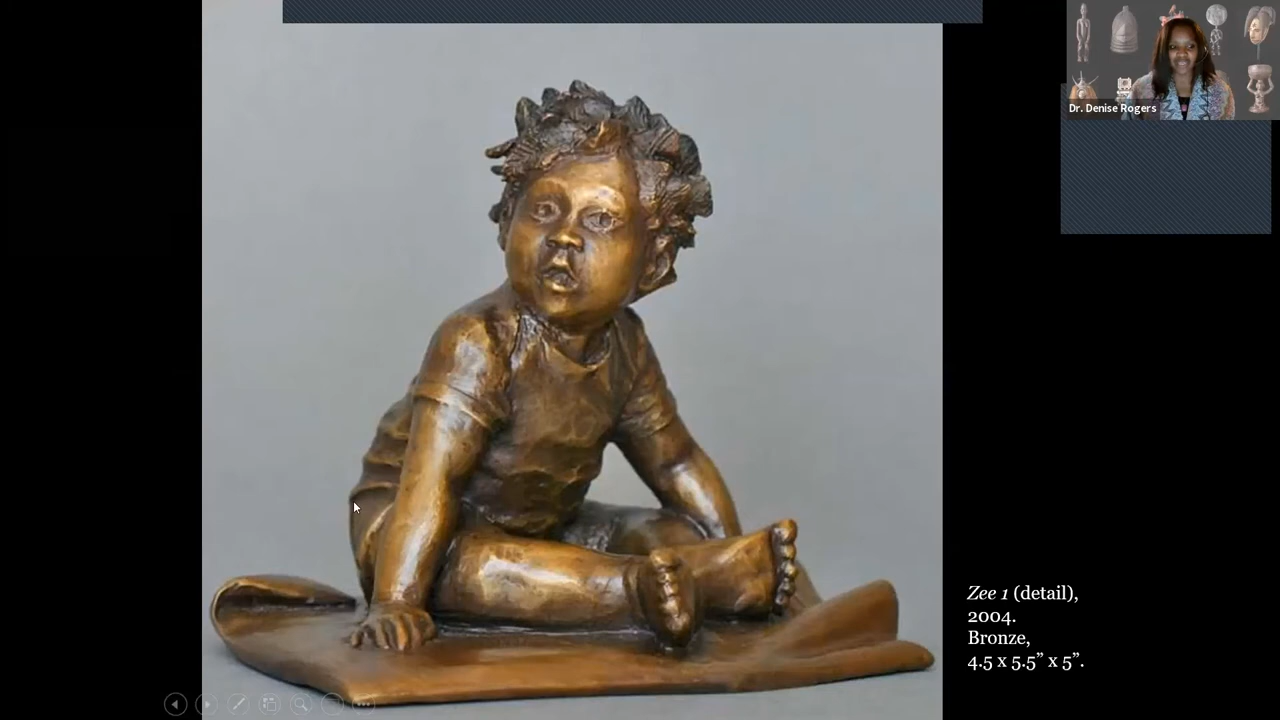 Dr. Denise Rogers
Zee 1 (detail),
2004.
Bronze,
4.5 x 5.5” x 5”.